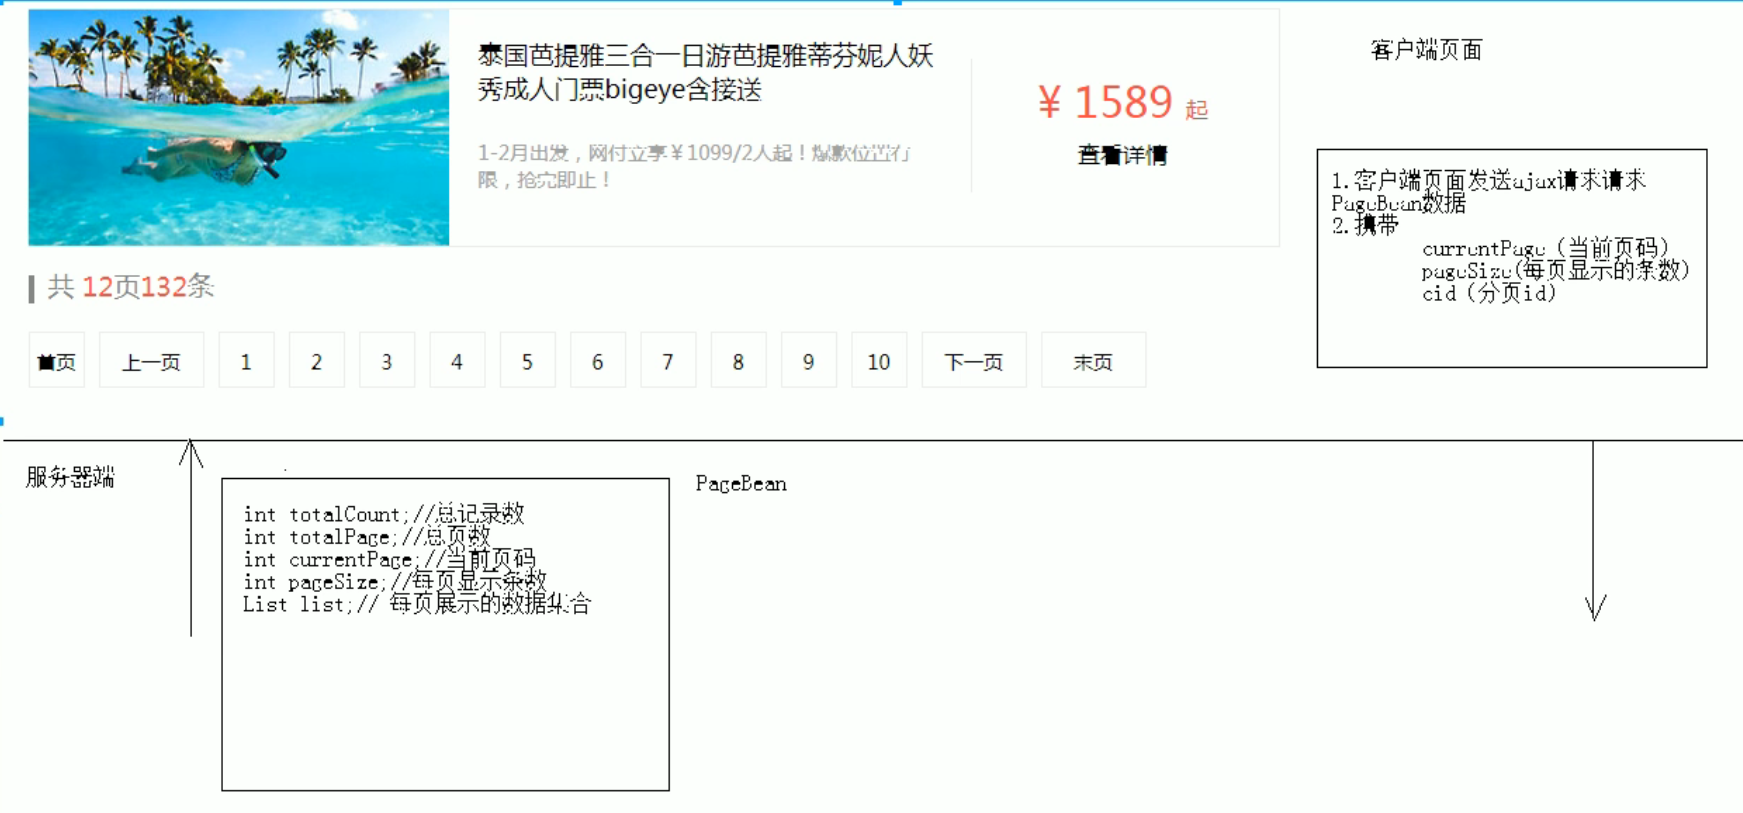 泰国芭提雅三合一日游芭提雅蒂芬妮人妖
秀成人门票bigeye含接送
¥ 1589 起
查看详情
1-2月出发，网付立享¥1099/2人起！爆款位置有
限，抢完即止！
共 12页132条
首页 上一页 1 2 3 4 5 6 7 8 9 10 下一页 末页
客户端页面
1.客户端页面发送ajax请求请求
PageBean数据
2.携带
currentPage（当前页码）
pageSize(每页显示的条数)
cid（分页id）
服务器端
PageBean
int totalCount;//总记录数
int totalPage;//总页数
int currentPage;//当前页码
int pageSize;//每页显示条数
List list;// 每页展示的数据集合